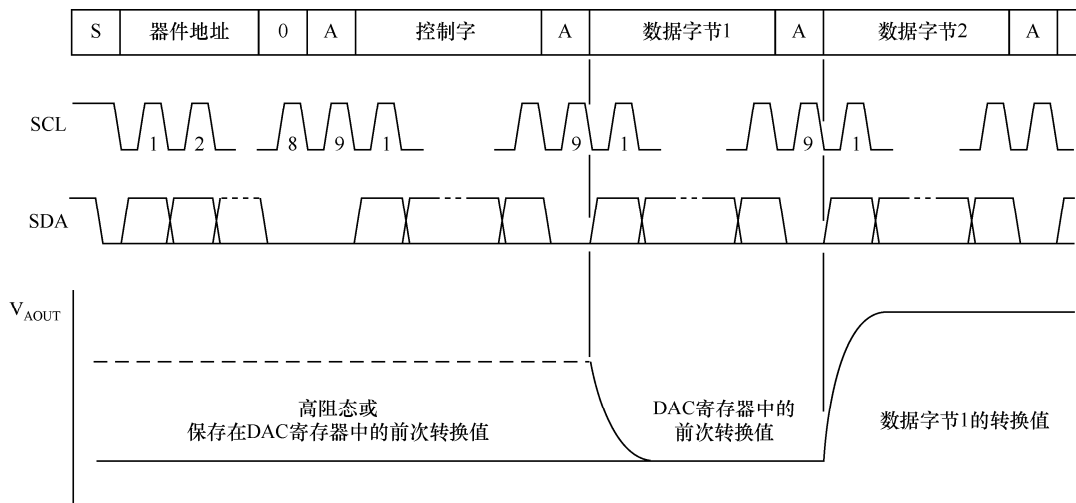 S 器件地址 0 A 控制字 A 数据字节1 A 数据字节2 A
SCL 1 2 8 9 1 9 1 9 1
SDA
VAOUT
高阻态或
保存在DAC寄存器中的前次转换值
DAC寄存器中的
前次转换值
数据字节1的转换值